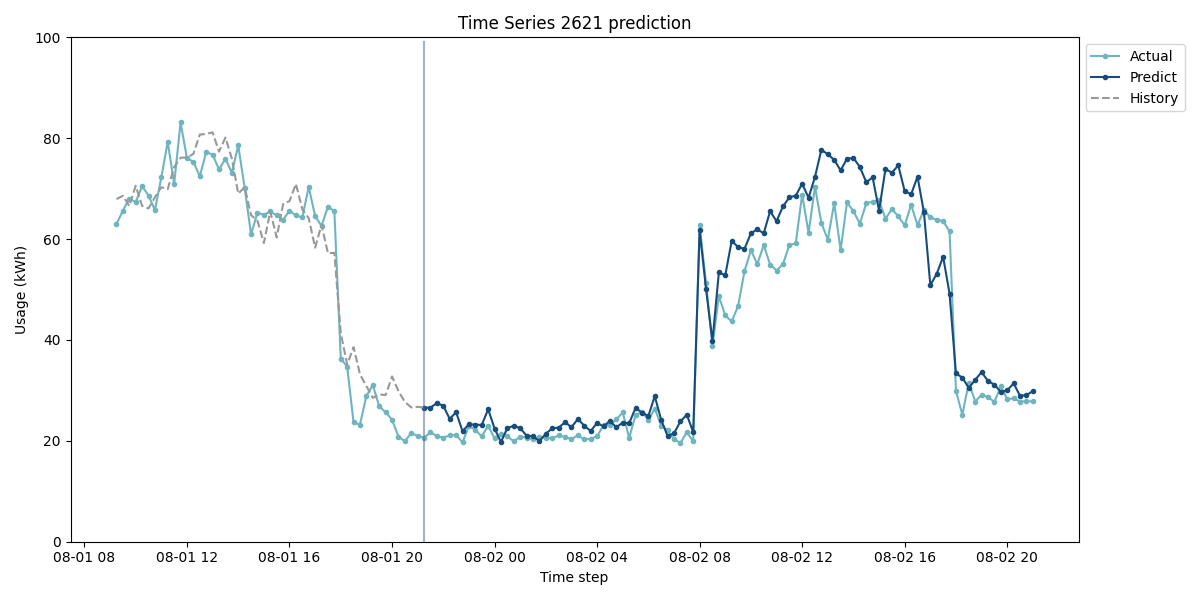 Time Series 2621 prediction
100
80
60
40
20
0
Usage (kWh)
08-01 08
08-01 12
08-01 16
08-01 20
08-02 00
08-02 04
08-02 08
08-02 12
08-02 16
08-02 20
Time step
Actual
Predict
History